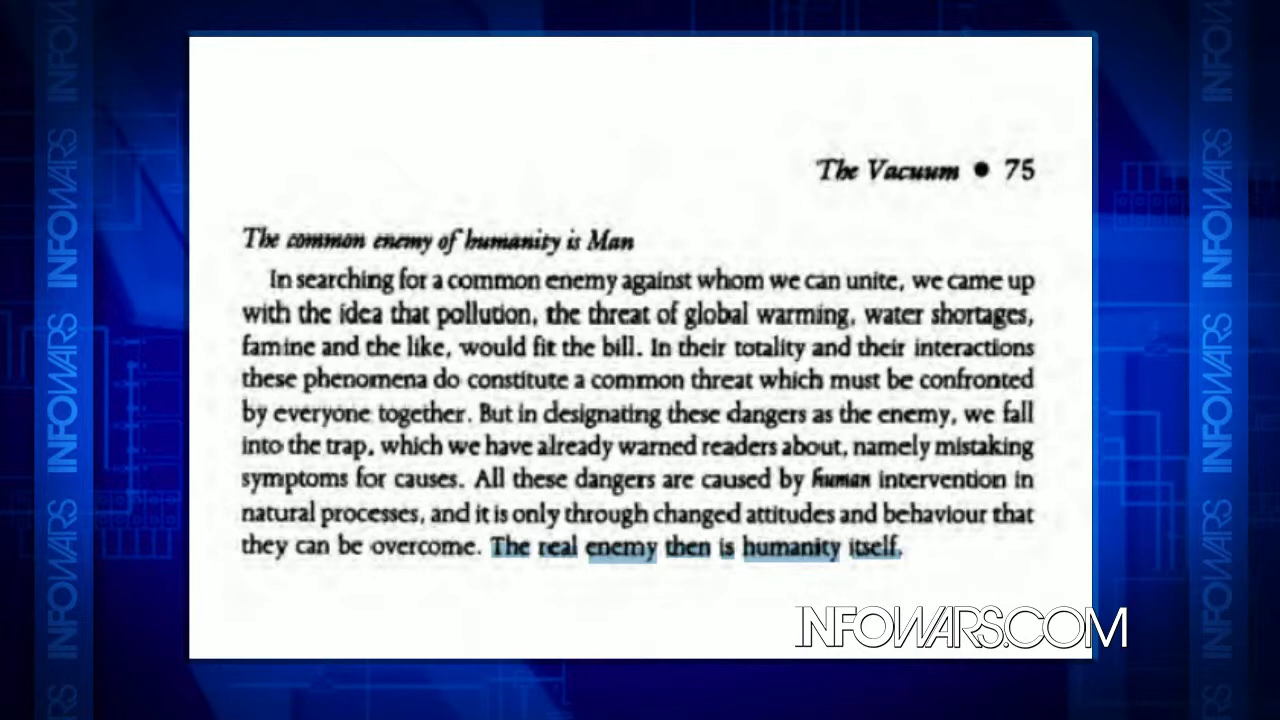 The Vacuum ● 75
The common enemy of humanity is Man
In searching for a common enemy against whom we can unite, we came up
with the idea that pollution, the threat of global warming, water shortages,
famine and the like, would fit the bill. In their totality and their interactions
these phenomena do constitute a common threat which must be confronted
by everyone together. But in designating these dangers as the enemy, we fall
into the trap, which we have already warned readers about, namely mistaking
symptoms for causes. All these dangers are caused by human intervention in
natural processes, and it is only through changed attitudes and behaviour that
they can be overcome. The real enemy then is humanity itself.
INFOWARS.COM
INFOWARS
INFOWARS
INFOWARS
INFOWARS
INFOWARS
INFOWARS